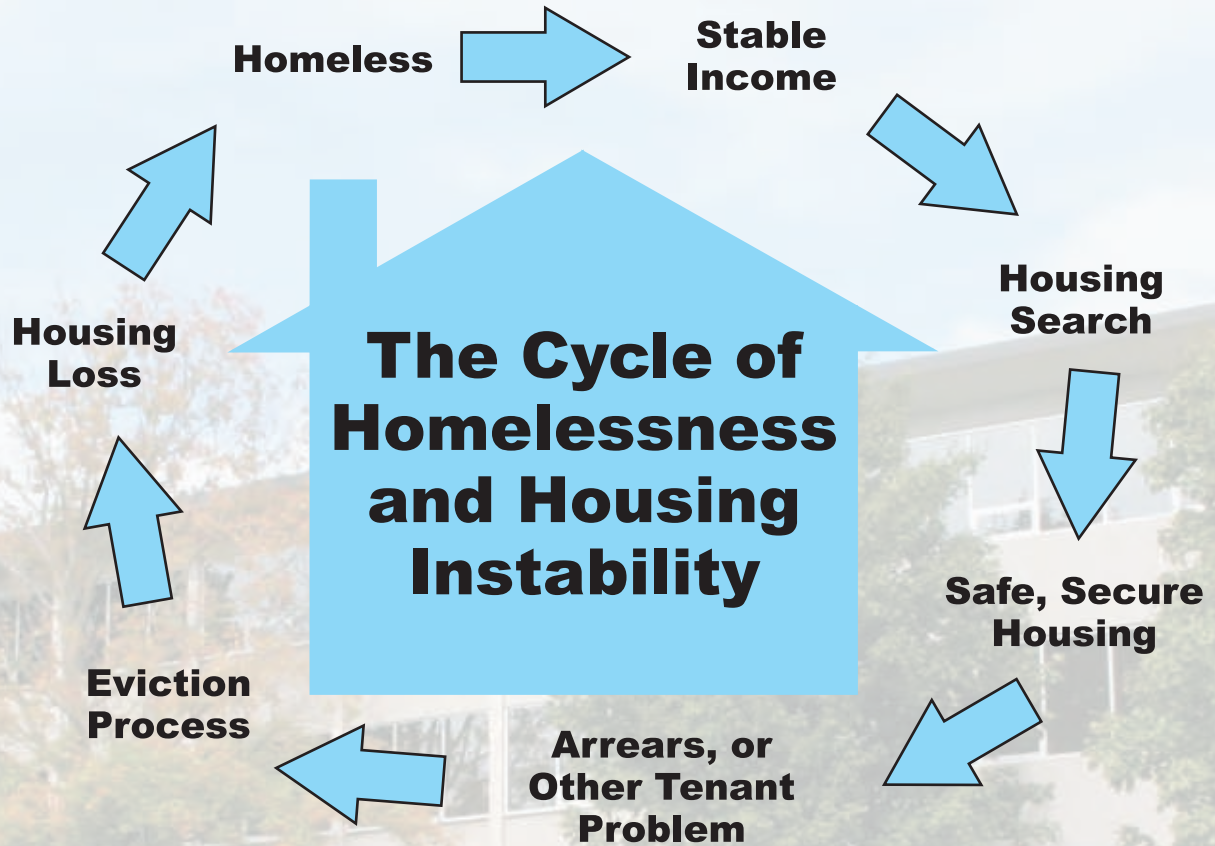 Homeless
Stable
Income
Housing
Search
Safe, Secure
Housing
Arrears, or
Other Tenant
Problem
Eviction
Process
Housing
Loss
The Cycle of
Homelessness
and Housing
Instability